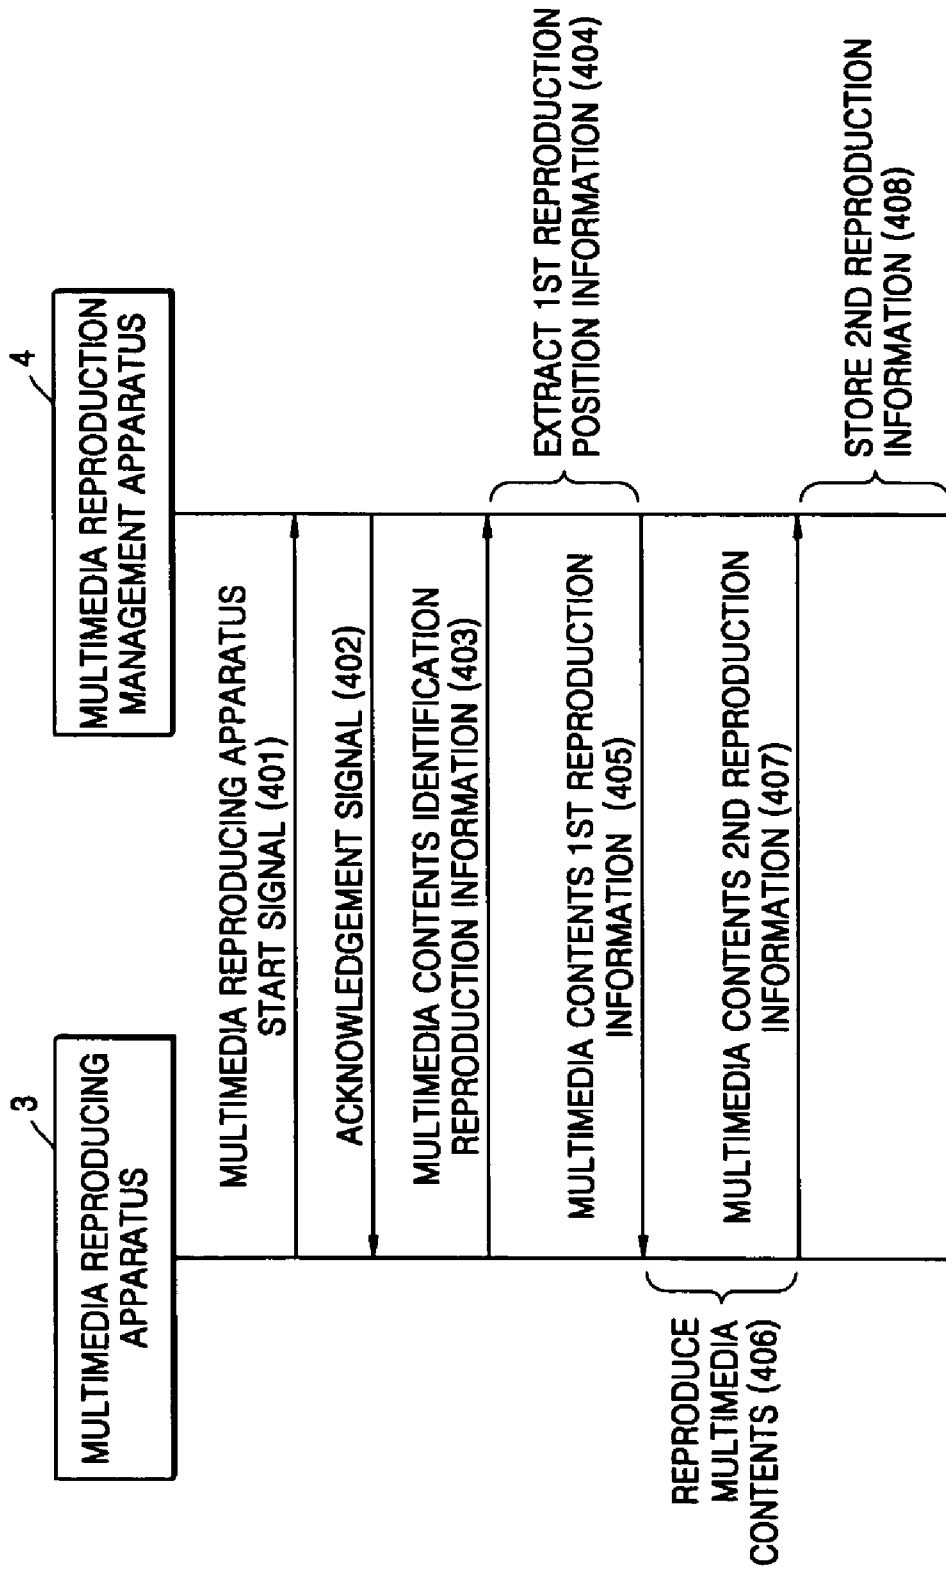 3
MULTIMEDIA REPRODUCING
APPARATUS
4
MULTIMEDIA REPRODUCTION
MANAGEMENT APPARATUS
MULTIMEDIA REPRODUCING APPARATUS
START SIGNAL (401)
ACKNOWLEDGEMENT SIGNAL (402)
MULTIMEDIA CONTENTS IDENTIFICATION
REPRODUCTION INFORMATION (403)
EXTRACT 1ST REPRODUCTION
POSITION INFORMATION (404)
MULTIMEDIA CONTENTS 1ST REPRODUCTION
INFORMATION (405)
REPRODUCE
MULTIMEDIA
CONTENTS (406)
MULTIMEDIA CONTENTS 2ND REPRODUCTION
INFORMATION (407)
STORE 2ND REPRODUCTION
INFORMATION (408)